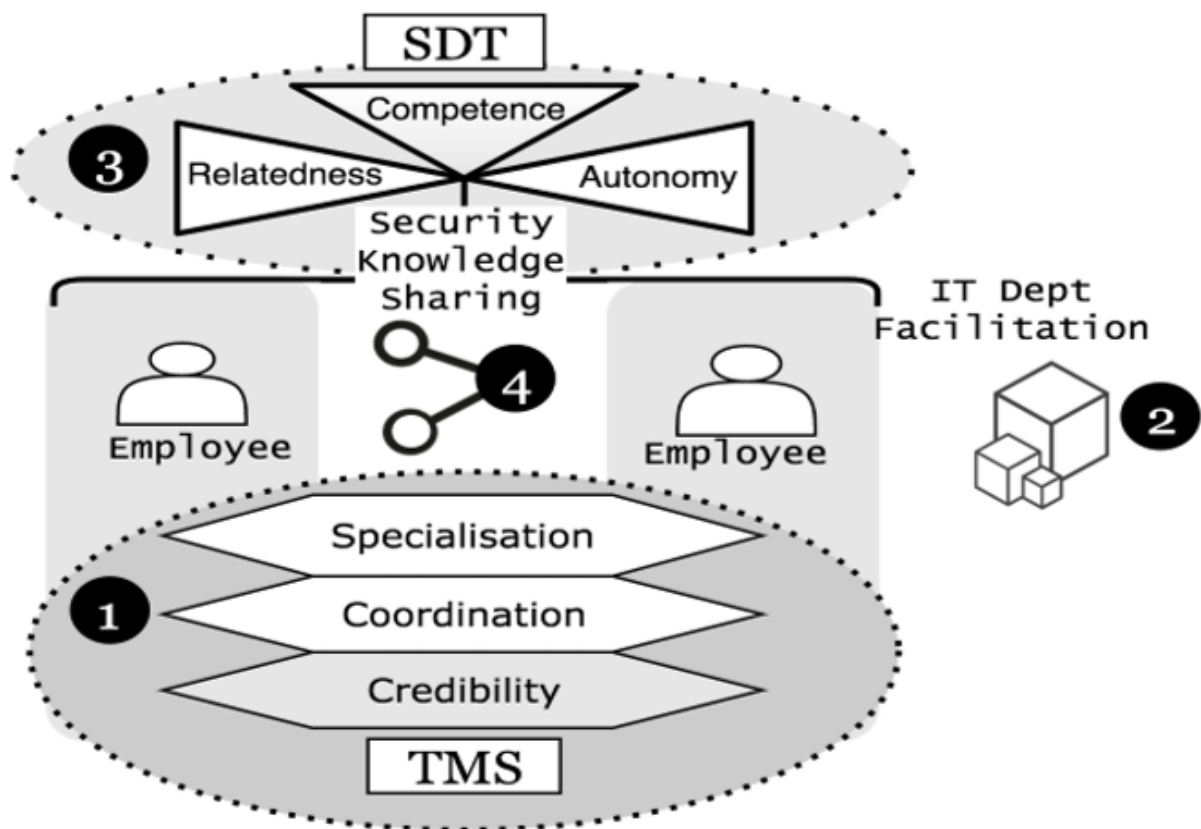 SDT
Competence
3
Relatedness
Autonomy
Security
Knowledge
Sharing
IT Dept
Facilitation
4
2
Employee
Employee
Specialisation
1
Coordination
Credibility
TMS